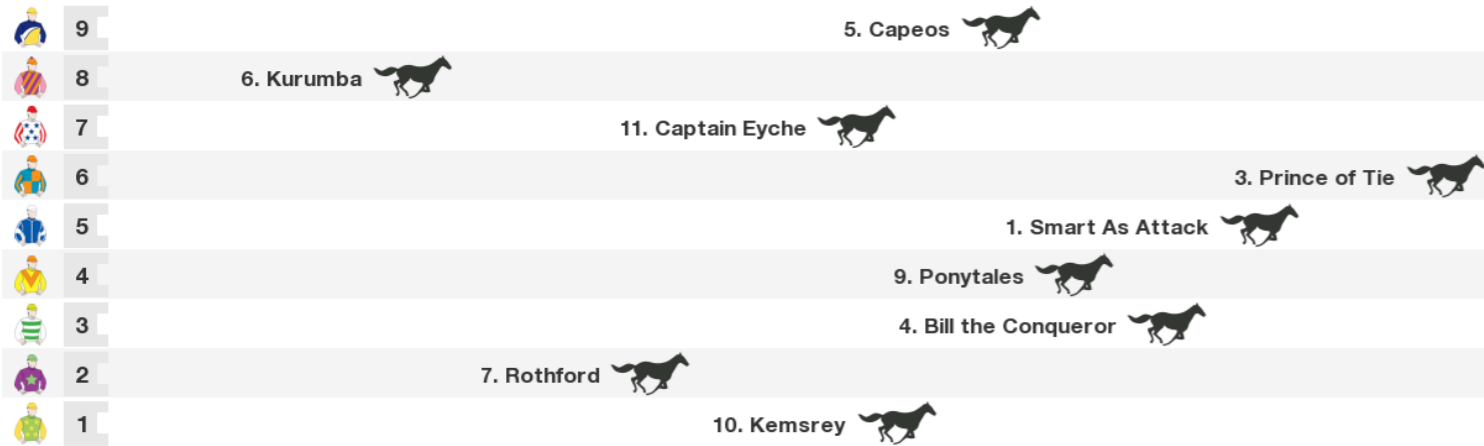 9 5. Capeos
8 6. Kurumba
7 11. Captain Eyche
6 3. Prince of Tie
5 1. Smart As Attack
4 9. Ponytales
3 4. Bill the Conqueror
2 7. Rothford
1 10. Kemsrey